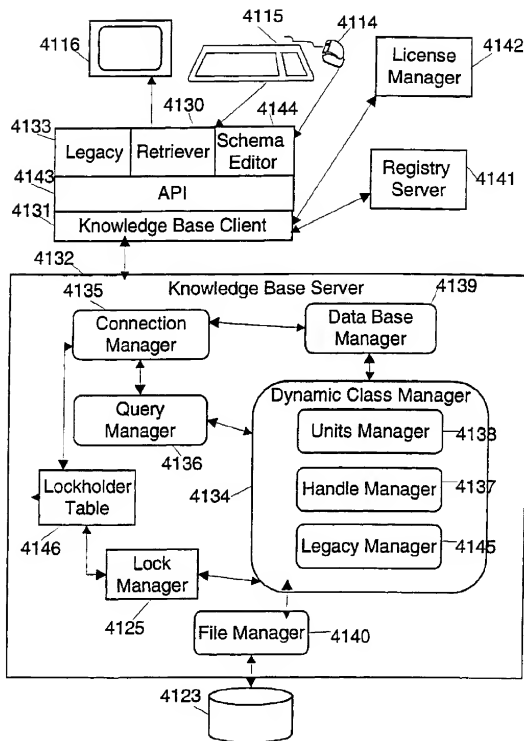 4115
4114
4116
4142
License
Manager
4130
4144
4133
Legacy
Retriever
Schema
Editor
4143
API
4131
Knowledge Base Client
Registry
Server
4141
4132
Knowledge Base Server
4135
4139
Connection
Manager
Data Base
Manager
Dynamic Class Manager
Query
Manager
4136
Units Manager
4138
4134
Handle Manager
4137
Lockholder
Table
4146
Legacy Manager
4145
Lock
Manager
4125
File Manager
4140
4123